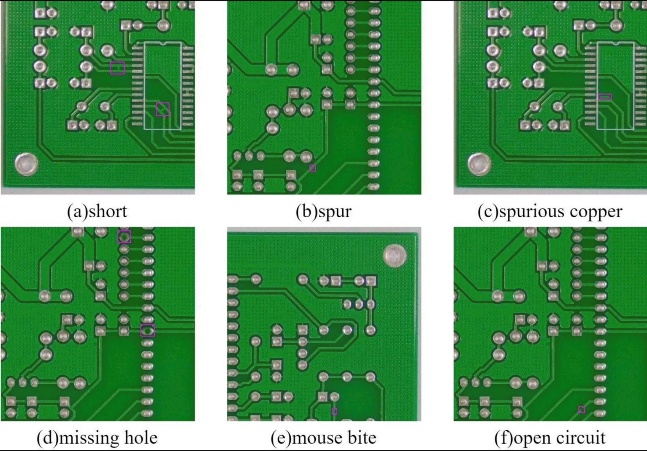 (a)short
(b)spur
(c)spurious copper
(d)missing hole
(e)mouse bite
(f)open circuit